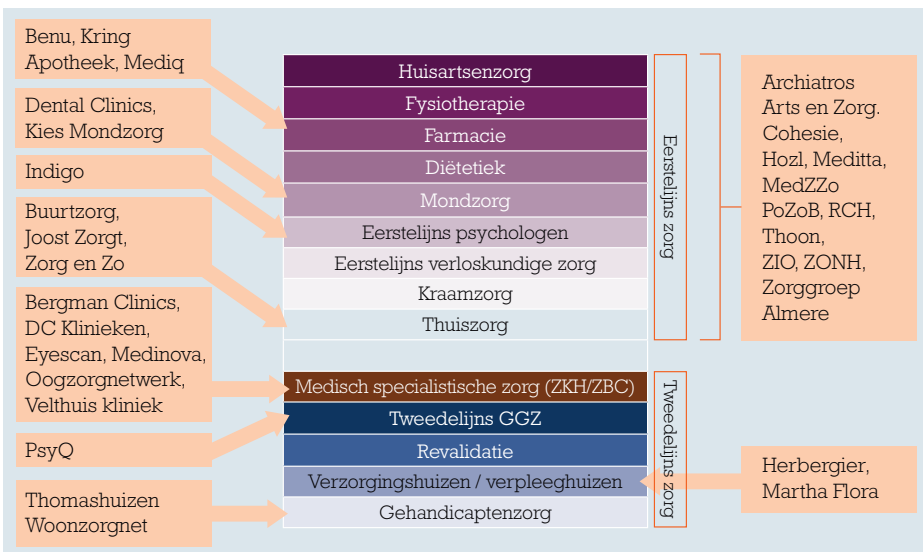 Benu, Kring
Apotheek, Mediq
Dental Clinics,
Kies Mondzorg
Indigo
Buurtzorg,
Joost Zorgt,
Zorg en Zo
Bergman Clinics,
DC Klinieken,
Eyescan, Medinova,
Oogzorgnetwerk,
Velthuis kliniek
PsyQ
Thomashuizen
Woonzorgnet
Huisartsenzorg
Fysiotherapie
Farmacie
Diëtetiek
Mondzorg
Eerstelijns psychologen
Eerstelijns verloskundige zorg
Kraamzorg
Thuiszorg
Medisch specialistische zorg (ZKH/ZBC)
Tweedelijns GGZ
Revalidatie
Verzorgingshuizen / verpleeghuizen
Gehandicaptenzorg
Eerstelijns zorg
Tweedelijns zorg
Archiatros
Arts en Zorg.
Cohesie,
Hozl, Meditta,
MedZZo
PoZoB, RCH,
Thoon,
ZIO, ZONH,
Zorggroep
Almere
Herbergier,
Martha Flora